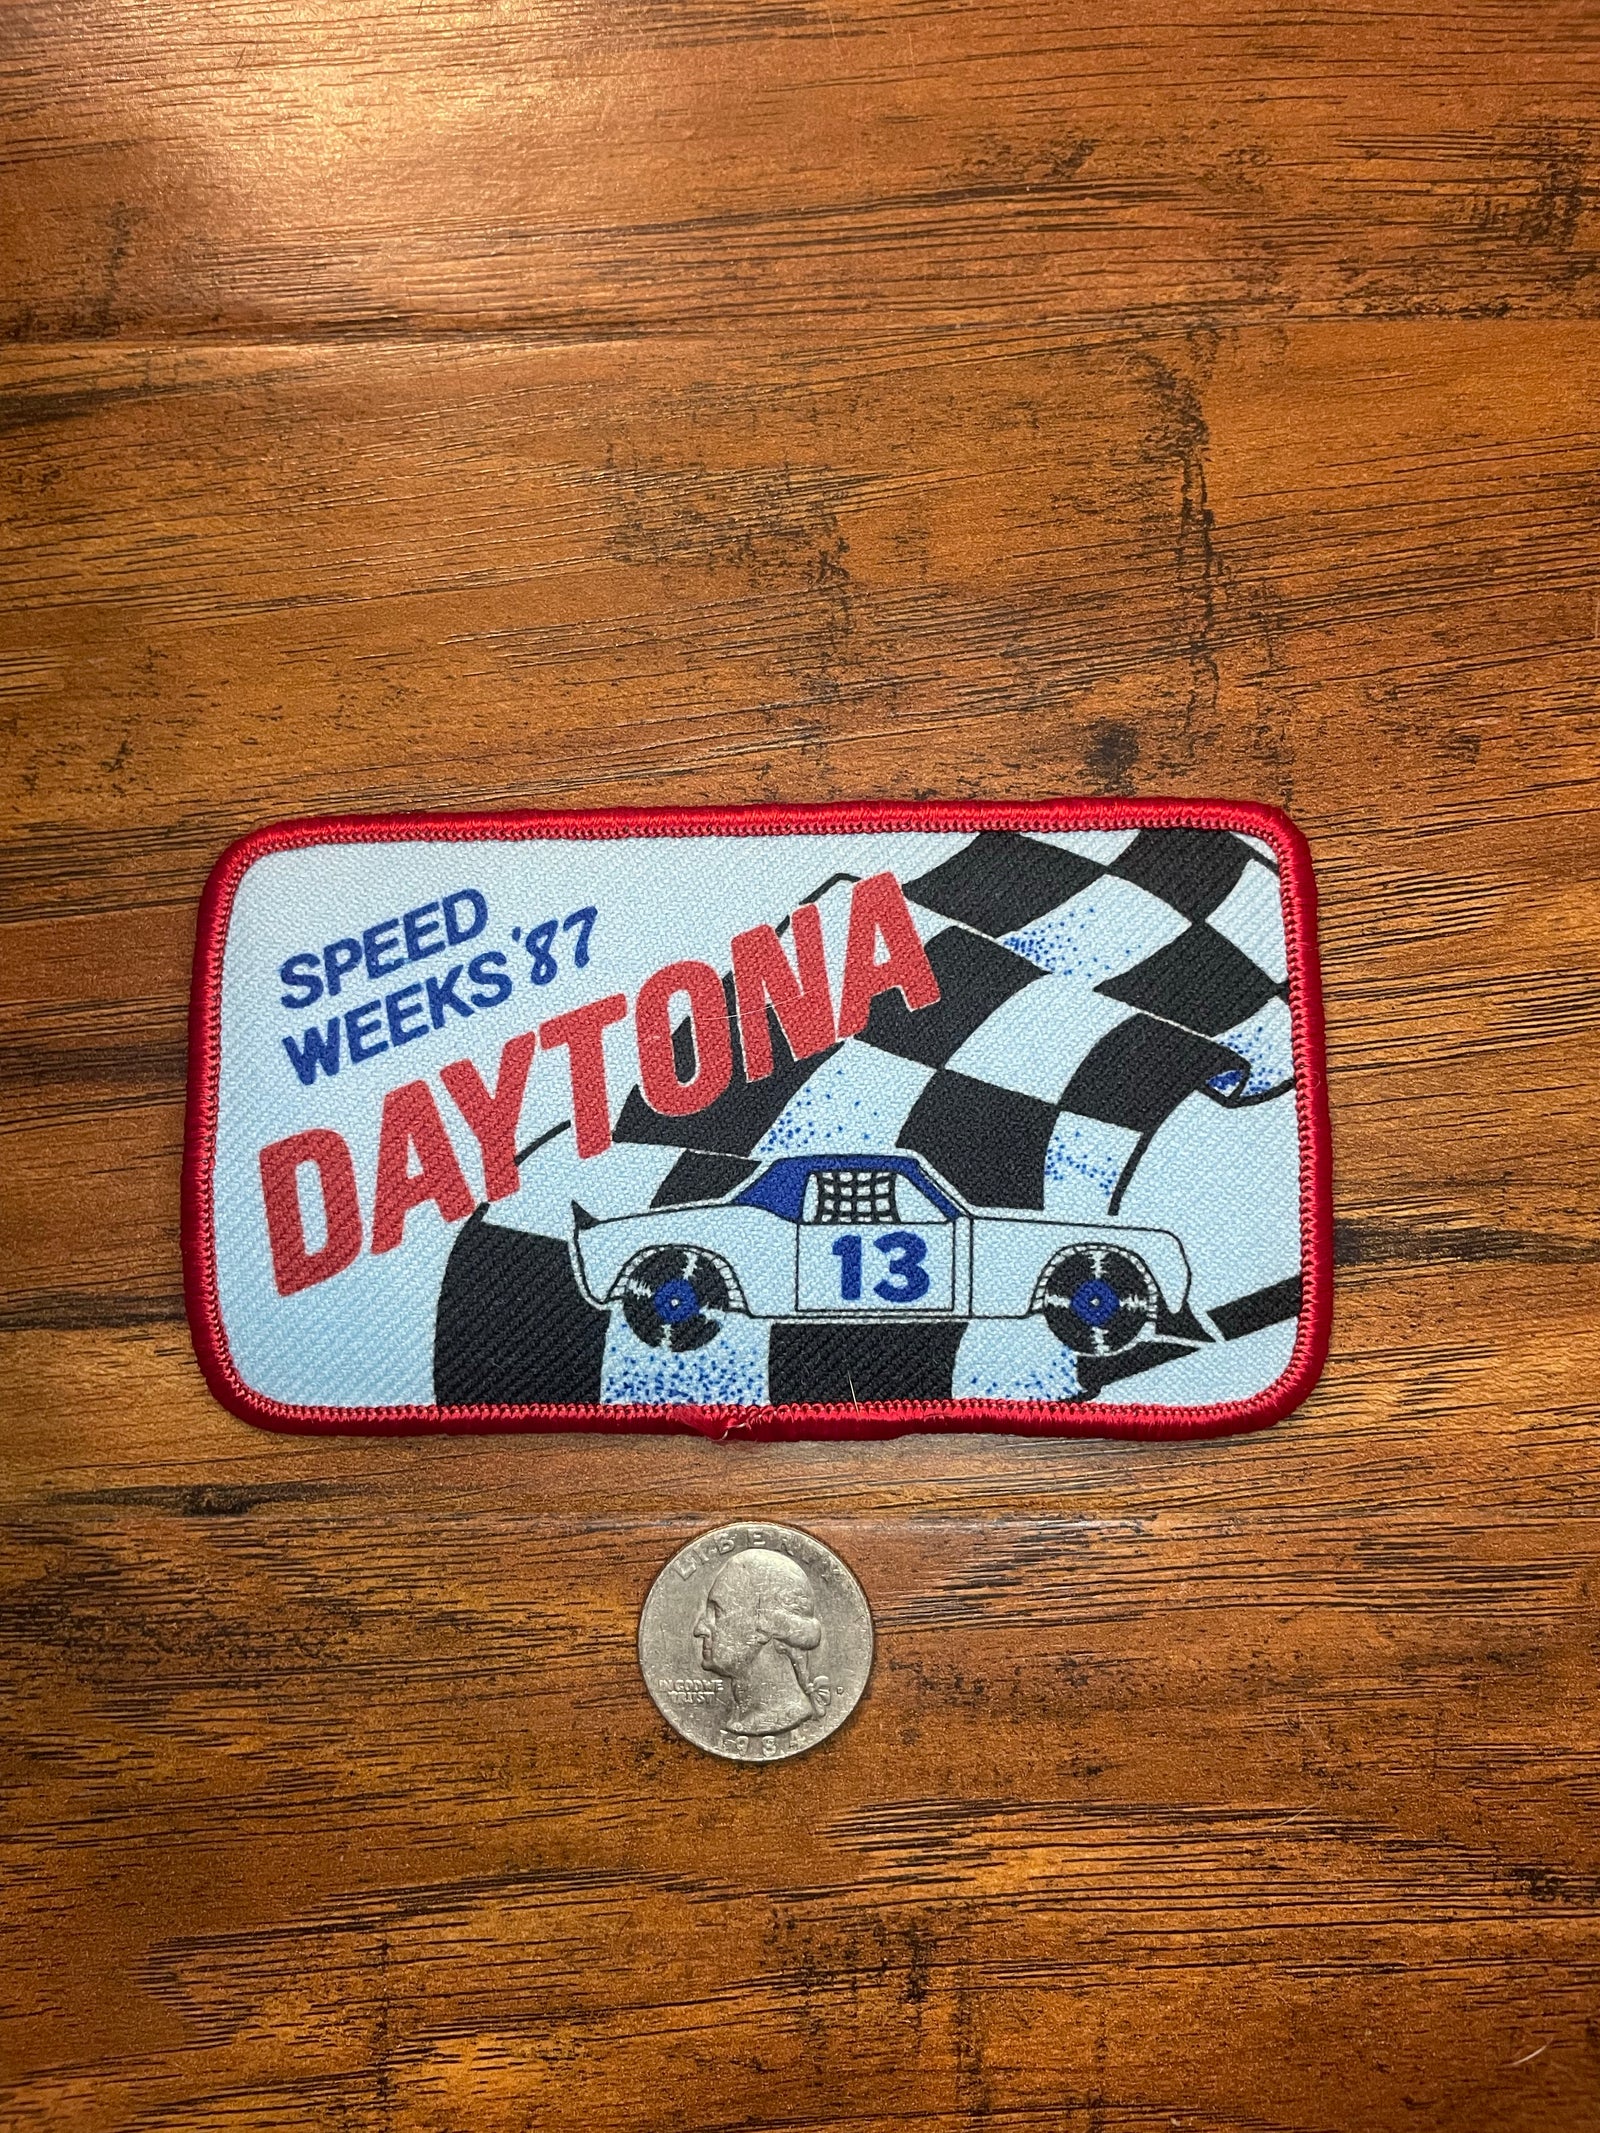 SPEED
WEEKS '87
DAYTONA
13
LIBERTY
IN GOD WE
TRUST
D
1984